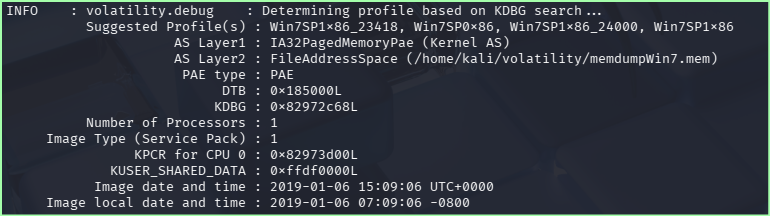 INFO    : volatility.debug    : Determining profile based on KDBG search...
Suggested Profile(s) : Win7SP1x86_23418, Win7SP0x86, Win7SP1x86_24000, Win7SP1x86
AS Layer1 : IA32PagedMemoryPae (Kernel AS)
AS Layer2 : FileAddressSpace (/home/kali/volatility/memdumpWin7.mem)
PAE type : PAE
DTB : 0x185000L
KDBG : 0x82972c68L
Number of Processors : 1
Image Type (Service Pack) : 1
KPCR for CPU 0 : 0x82973d00L
KUSER_SHARED_DATA : 0xffdf0000L
Image date and time : 2019-01-06 15:09:06 UTC+0000
Image local date and time : 2019-01-06 07:09:06 -0800